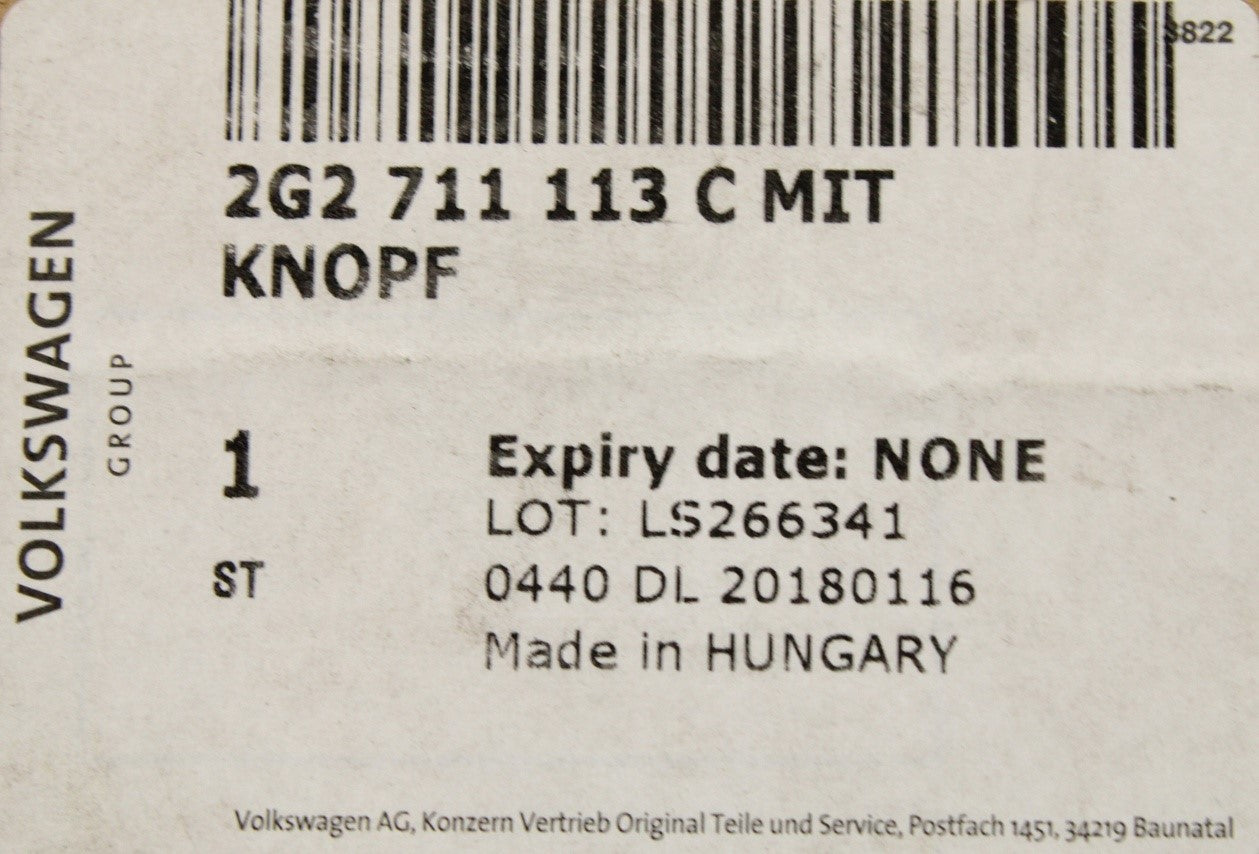 2G2 711 113 C MIT
KNOPF
VOLKSWAGEN
GROUP
1
Expiry date: NONE
LOT: LS266341
ST
0440 DL 20180116
Made in HUNGARY
Volkswagen AG, Konzern Vertrieb Original Teile und Service, Postfach 1451, 34219 Baunatal